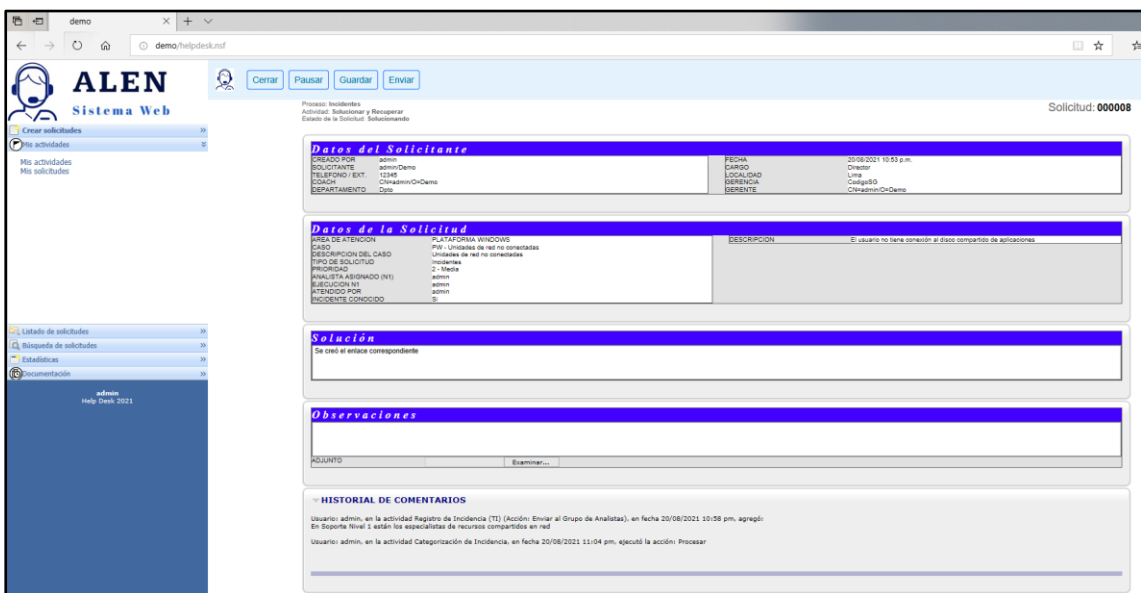 demo
demo/helpdesk.nsf
ALEN
Sistema Web
Crear solicitudes
Mis actividades
Mis actividades
Mis solicitudes
Listado de solicitudes
Búsqueda de solicitudes
Estadísticas
Documentación
admin
Help Desk 2021
Cerrar Pausar Guardar Enviar
Proceso: Incidentes
Actividad: Solucionar y Recuperar
Estado de la Solicitud: Solucionando
Solicitud: 000008
Datos del Solicitante
CREADO POR admin FECHA 20/08/2021 10:53 p.m.
SOLICITANTE admin/Demo CARGO Director
TELEFONO / EXT. 12345 LOCALIDAD Lima
COACH CN=admin/O=Demo GERENCIA CodigoSG
DEPARTAMENTO Dpto GERENTE CN=admin/O=Demo
Datos de la Solicitud
AREA DE ATENCION PLATAFORMA WINDOWS DESCRIPCION El usuario no tiene conexión al disco compartido de aplicaciones
CASO PW - Unidades de red no conectadas
DESCRIPCION DEL CASO Unidades de red no conectadas
TIPO DE SOLICITUD Incidentes
PRIORIDAD 2 - Media
ANALISTA ASIGNADO (N1) admin
EJECUCION N1 admin
ATENDIDO POR admin
INCIDENTE CONOCIDO Si
Solución
Se creó el enlace correspondiente
Observaciones
ADJUNTO Examinar...
HISTORIAL DE COMENTARIOS
Usuario: admin, en la actividad Registro de Incidencia (TI) (Acción: Enviar al Grupo de Analistas), en fecha 20/08/2021 10:58 pm, agregó:
En Soporte Nivel 1 están los especialistas de recursos compartidos en red
Usuario: admin, en la actividad Categorización de Incidencia, en fecha 20/08/2021 11:04 pm, ejecutó la acción: Procesar